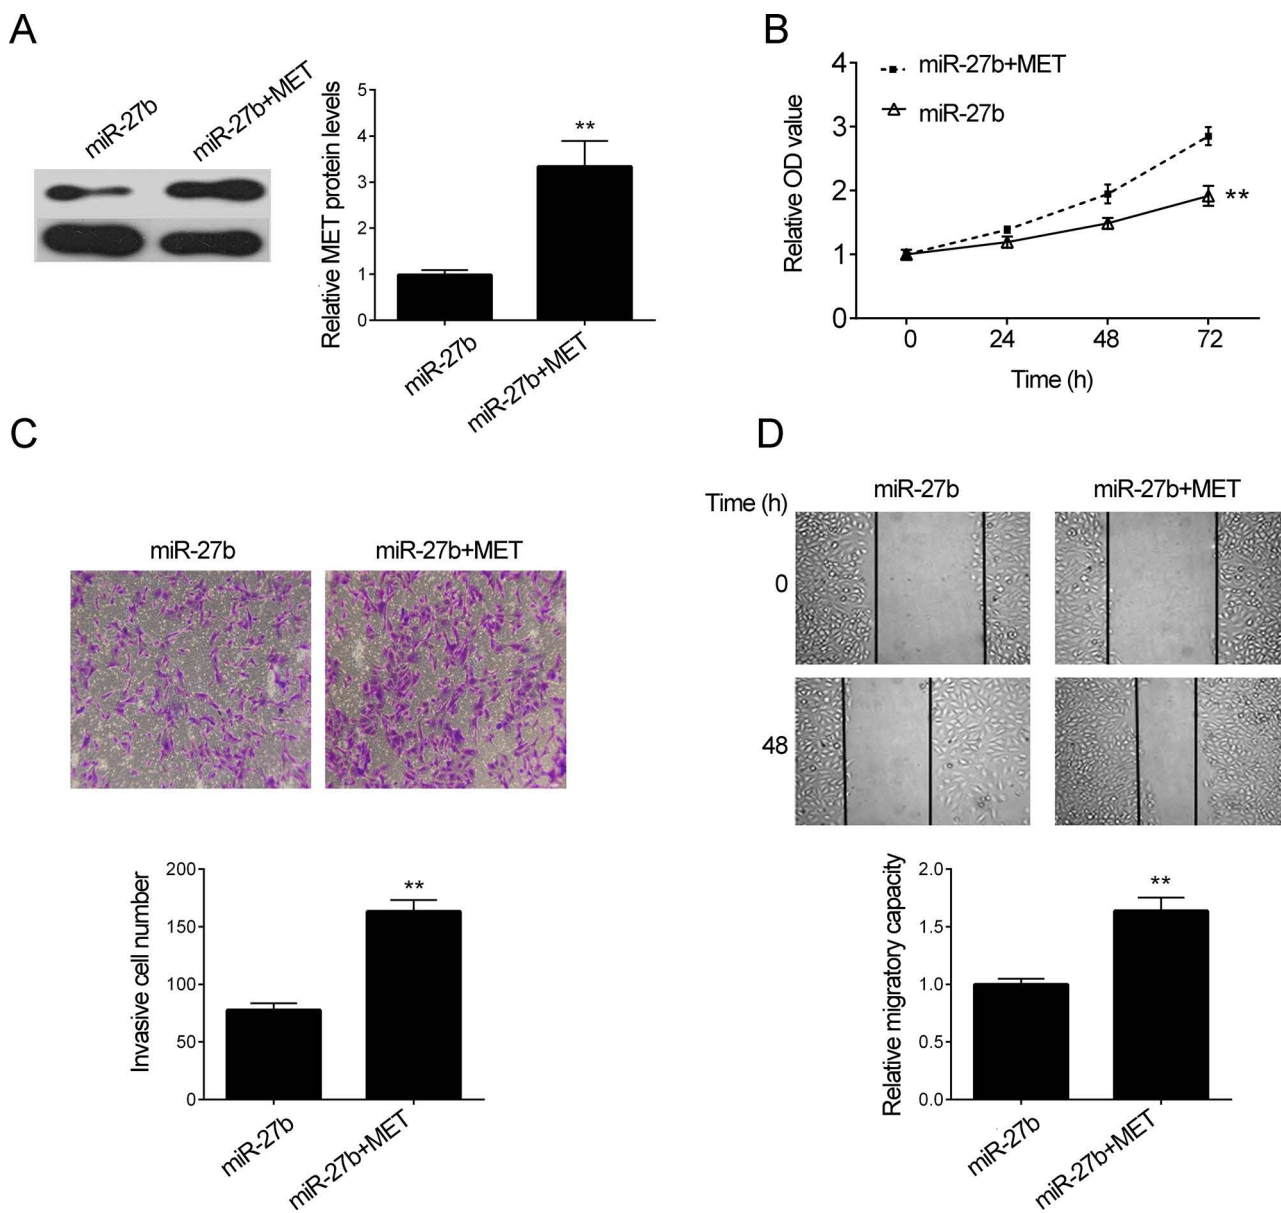 A
miR-27b
miR-27b+MET
Relative MET protein levels
5
4
3
2
1
0
**
miR-27b
miR-27b+MET
B
Relative OD value
4
3
2
1
0
miR-27b+MET
miR-27b
**
0 24 48 72
Time (h)
C
miR-27b miR-27b+MET
Invasive cell number
200
150
100
50
0
**
miR-27b
miR-27b+MET
D
Time (h)
miR-27b miR-27b+MET
0
48
Relative migratory capacity
2.0
1.5
1.0
0.5
0.0
**
miR-27b
miR-27b+MET